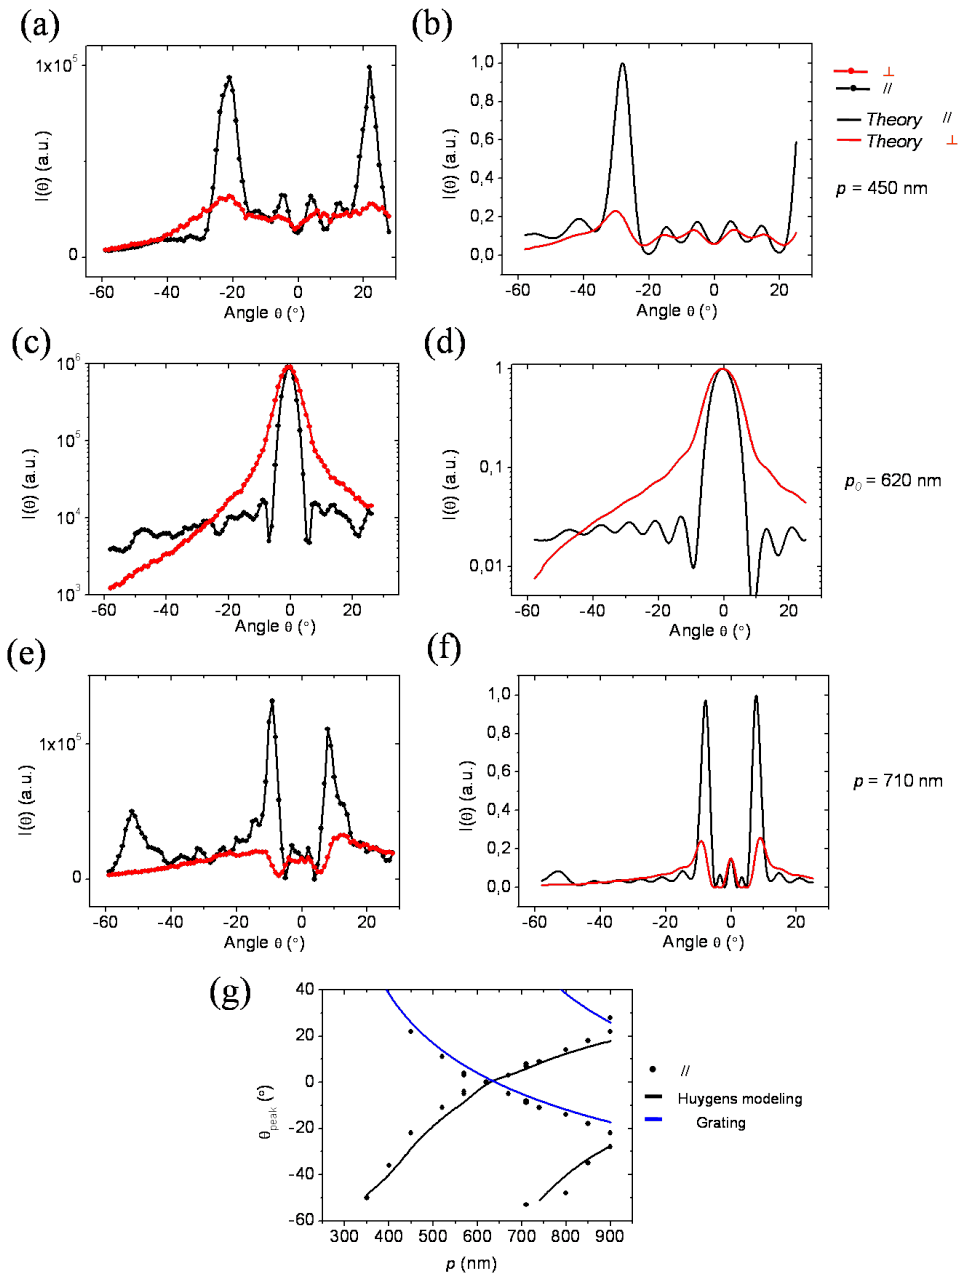 (a)
1x10⁵
0
I(θ) (a.u.)
-60 -40 -20 0 20
Angle θ (°)
(b)
1,0
0,8
0,6
0,4
0,2
0,0
I(θ) (a.u.)
-60 -40 -20 0 20
Angle θ (°)
⊥
//
Theory //
Theory ⊥
p = 450 nm
(c)
10⁶
10⁵
10⁴
10³
I(θ) (a.u.)
-60 -40 -20 0 20
Angle θ (°)
(d)
1
0,1
0,01
I(θ) (a.u.)
-60 -40 -20 0 20
Angle θ (°)
p₀ = 620 nm
(e)
1x10⁵
0
I(θ) (a.u.)
-60 -40 -20 0 20
Angle θ (°)
(f)
1,0
0,8
0,6
0,4
0,2
0,0
I(θ) (a.u.)
-60 -40 -20 0 20
Angle θ (°)
p = 710 nm
(g)
40
20
0
-20
-40
-60
θpeak (°)
300 400 500 600 700 800 900
p (nm)
//
Huygens modeling
Grating